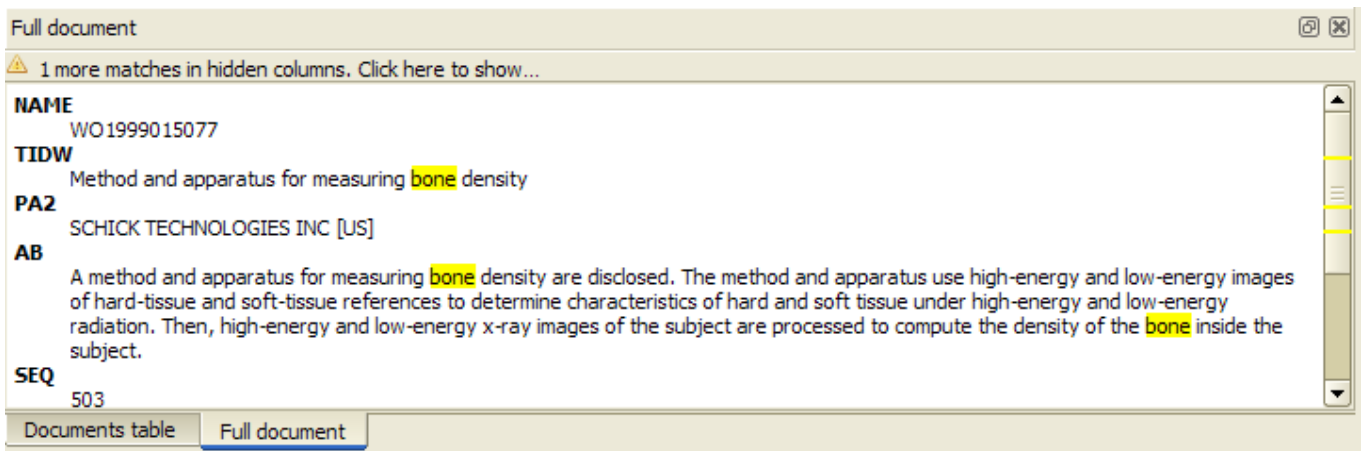 Full document
1 more matches in hidden columns. Click here to show...
NAME
WO1999015077
TIDW
Method and apparatus for measuring bone density
PA2
SCHICK TECHNOLOGIES INC [US]
AB
A method and apparatus for measuring bone density are disclosed. The method and apparatus use high-energy and low-energy images
of hard-tissue and soft-tissue references to determine characteristics of hard and soft tissue under high-energy and low-energy
radiation. Then, high-energy and low-energy x-ray images of the subject are processed to compute the density of the bone inside the
subject.
SEQ
503
Documents table Full document